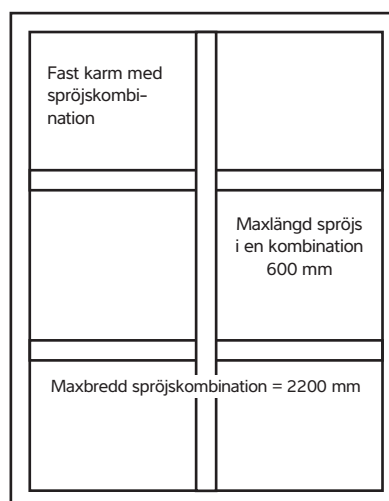 Fast karm med
spröjskombi-
nation
Maxlängd spröjs
i en kombination
600 mm
Maxbredd spröjskombination = 2200 mm